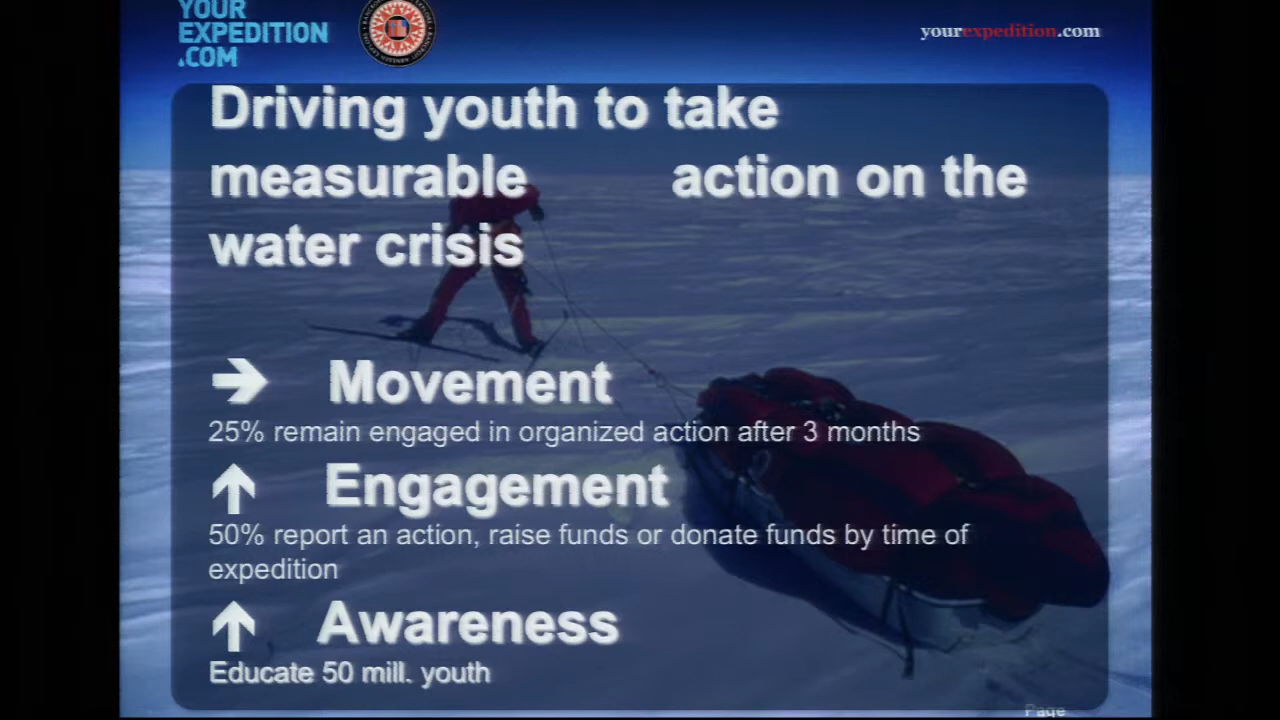 YOUR
EXPEDITION
.COM
yourexpedition.com
Driving youth to take
measurable action on the
water crisis
Movement
25% remain engaged in organized action after 3 months
Engagement
50% report an action, raise funds or donate funds by time of
expedition
Awareness
Educate 50 mill. youth
Page